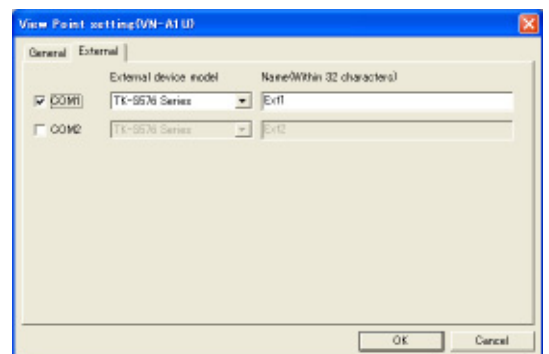 View Point setting(VN-A1U)
General External
External device model Name(Within 32 characters)
COM1 TK-S576 Series Ext1
COM2 TK-S576 Series Ext2
OK Cancel